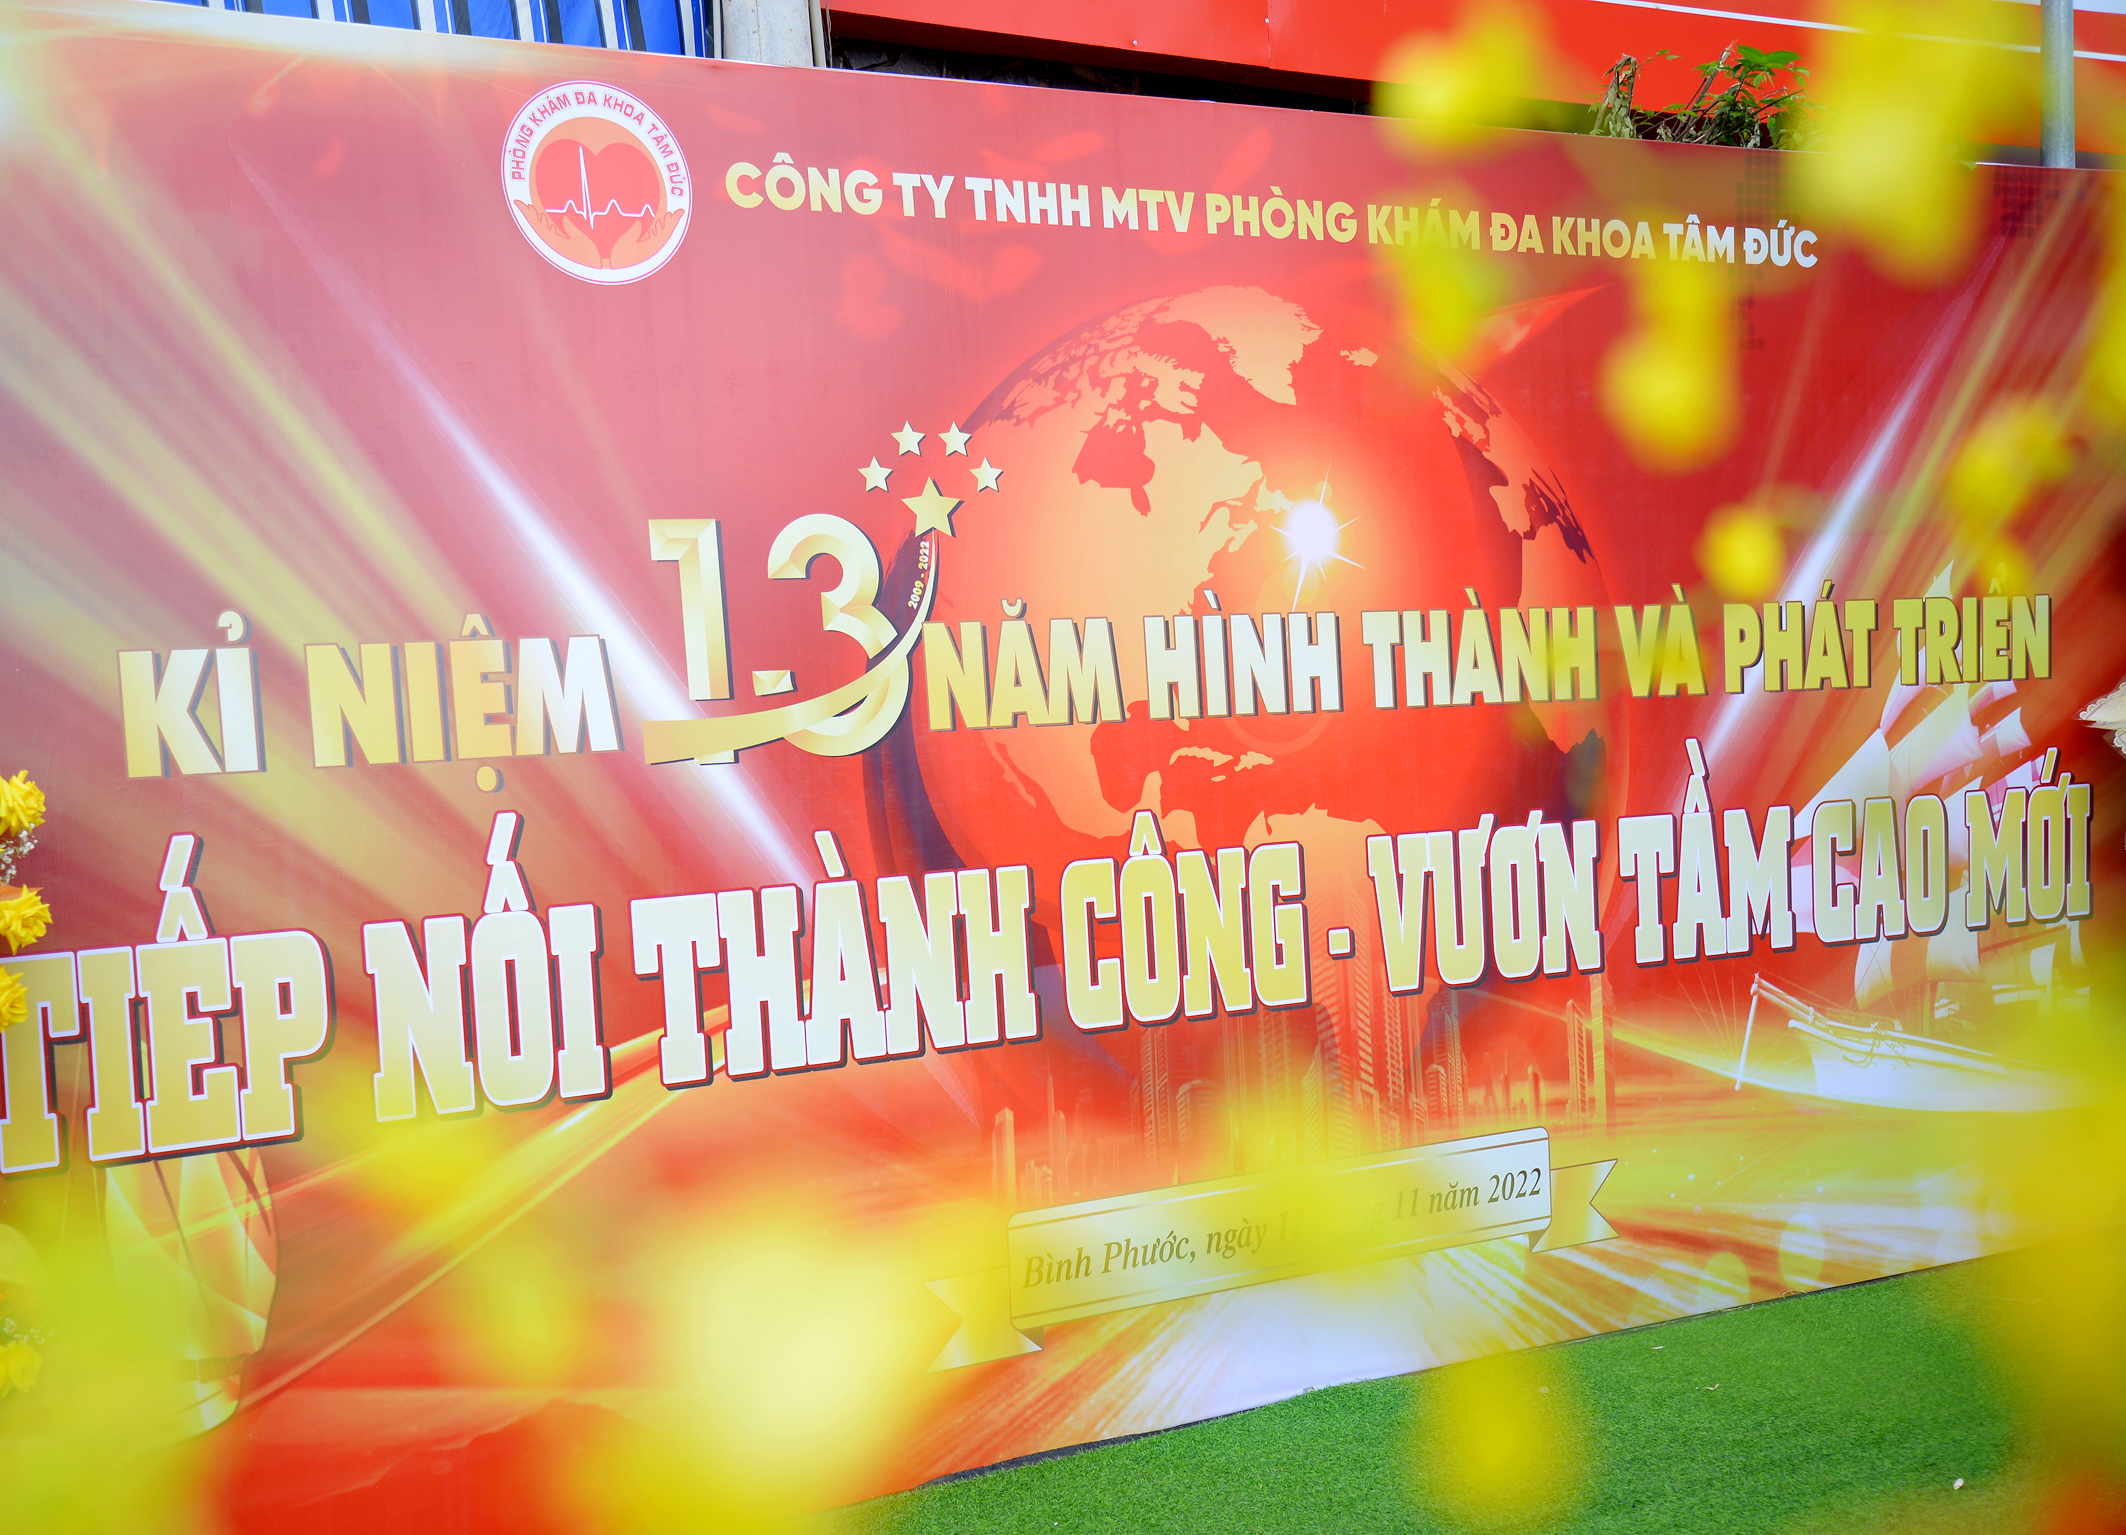 PHÒNG KHÁM ĐA KHOA TÂM ĐỨC
CÔNG TY TNHH MTV PHÒNG KHÁM ĐA KHOA TÂM ĐỨC
2009 - 2022
KỈ NIỆM 13 NĂM HÌNH THÀNH VÀ PHÁT TRIỂN
TIẾP NỐI THÀNH CÔNG - VƯƠN TẦM CAO MỚI
Bình Phước, ngày 11 năm 2022